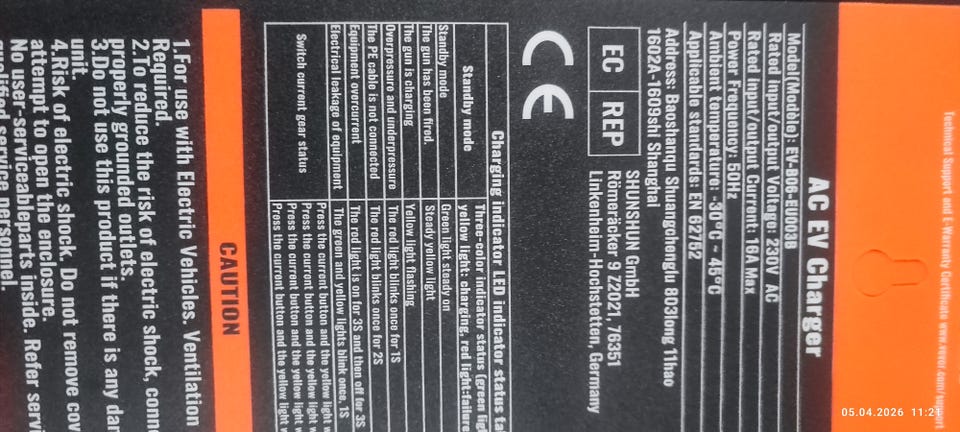 Technical Support and E-Warranty Certificate www.vevor.com/support
AC EV Charger
Model(Modèle): EV-B06-EU003B
Rated Input/output Voltage: 230V AC
Rated Input/output Current: 16A Max
Power Frequency: 50Hz
Ambient temperature: -30°C ~ 45°C
Applicable standards: EN 62752
Address: Baoshanqu Shuangchenglu 803long 11hao
1602A-1609shi Shanghai
EC REP
SHUNSHUN GmbH
Römeräcker 9 Z2021, 76351
Linkenheim-Hochstetten, Germany
CE
Charging indicator LED indicator status
Standby mode
Three-color indicator status (green
yellow light: charging, red light:failure
Standby mode Green light steady on
The gun has been fired. Steady yellow light
The gun is charging Yellow light flashing
Overpressure and underpressure The red light blinks once for 1S
The PE cable is not connected The red light blinks once for 2S
Equipment overcurrent The red light is on for 3S and then off for 3S
Electrical leakage of equipment The green and yellow lights blink one, 1S
Switch current gear status
Press the current button and the yellow light
Press the current button and the yellow light
Press the current button and the yellow light
Press the current button and the yellow light
CAUTION
1.For use with Electric Vehicles. Ventilation
Required.
2.To reduce the risk of electric shock, conn
properly grounded outlets.
3.Do not use this product if there is any dam
unit.
4.Risk of electric shock. Do not remove cov
attempt to open the enclosure.
No user-serviceableparts inside. Refer servi
qualified service personnel.
05.04.2026 11:21